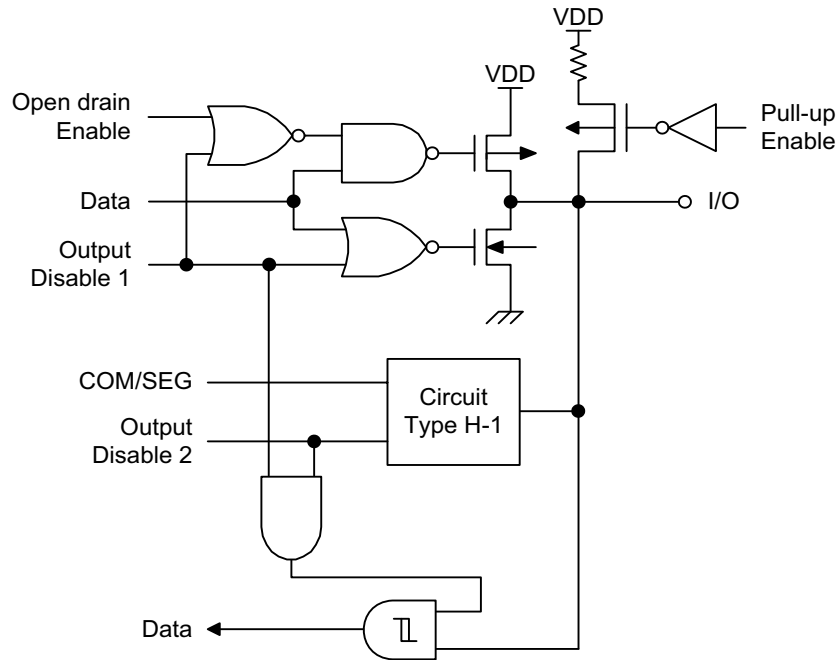 VDD
VDD
Open drain
Enable
Pull-up
Enable
Data
I/O
Output
Disable 1
COM/SEG
Circuit
Type H-1
Output
Disable 2
Data